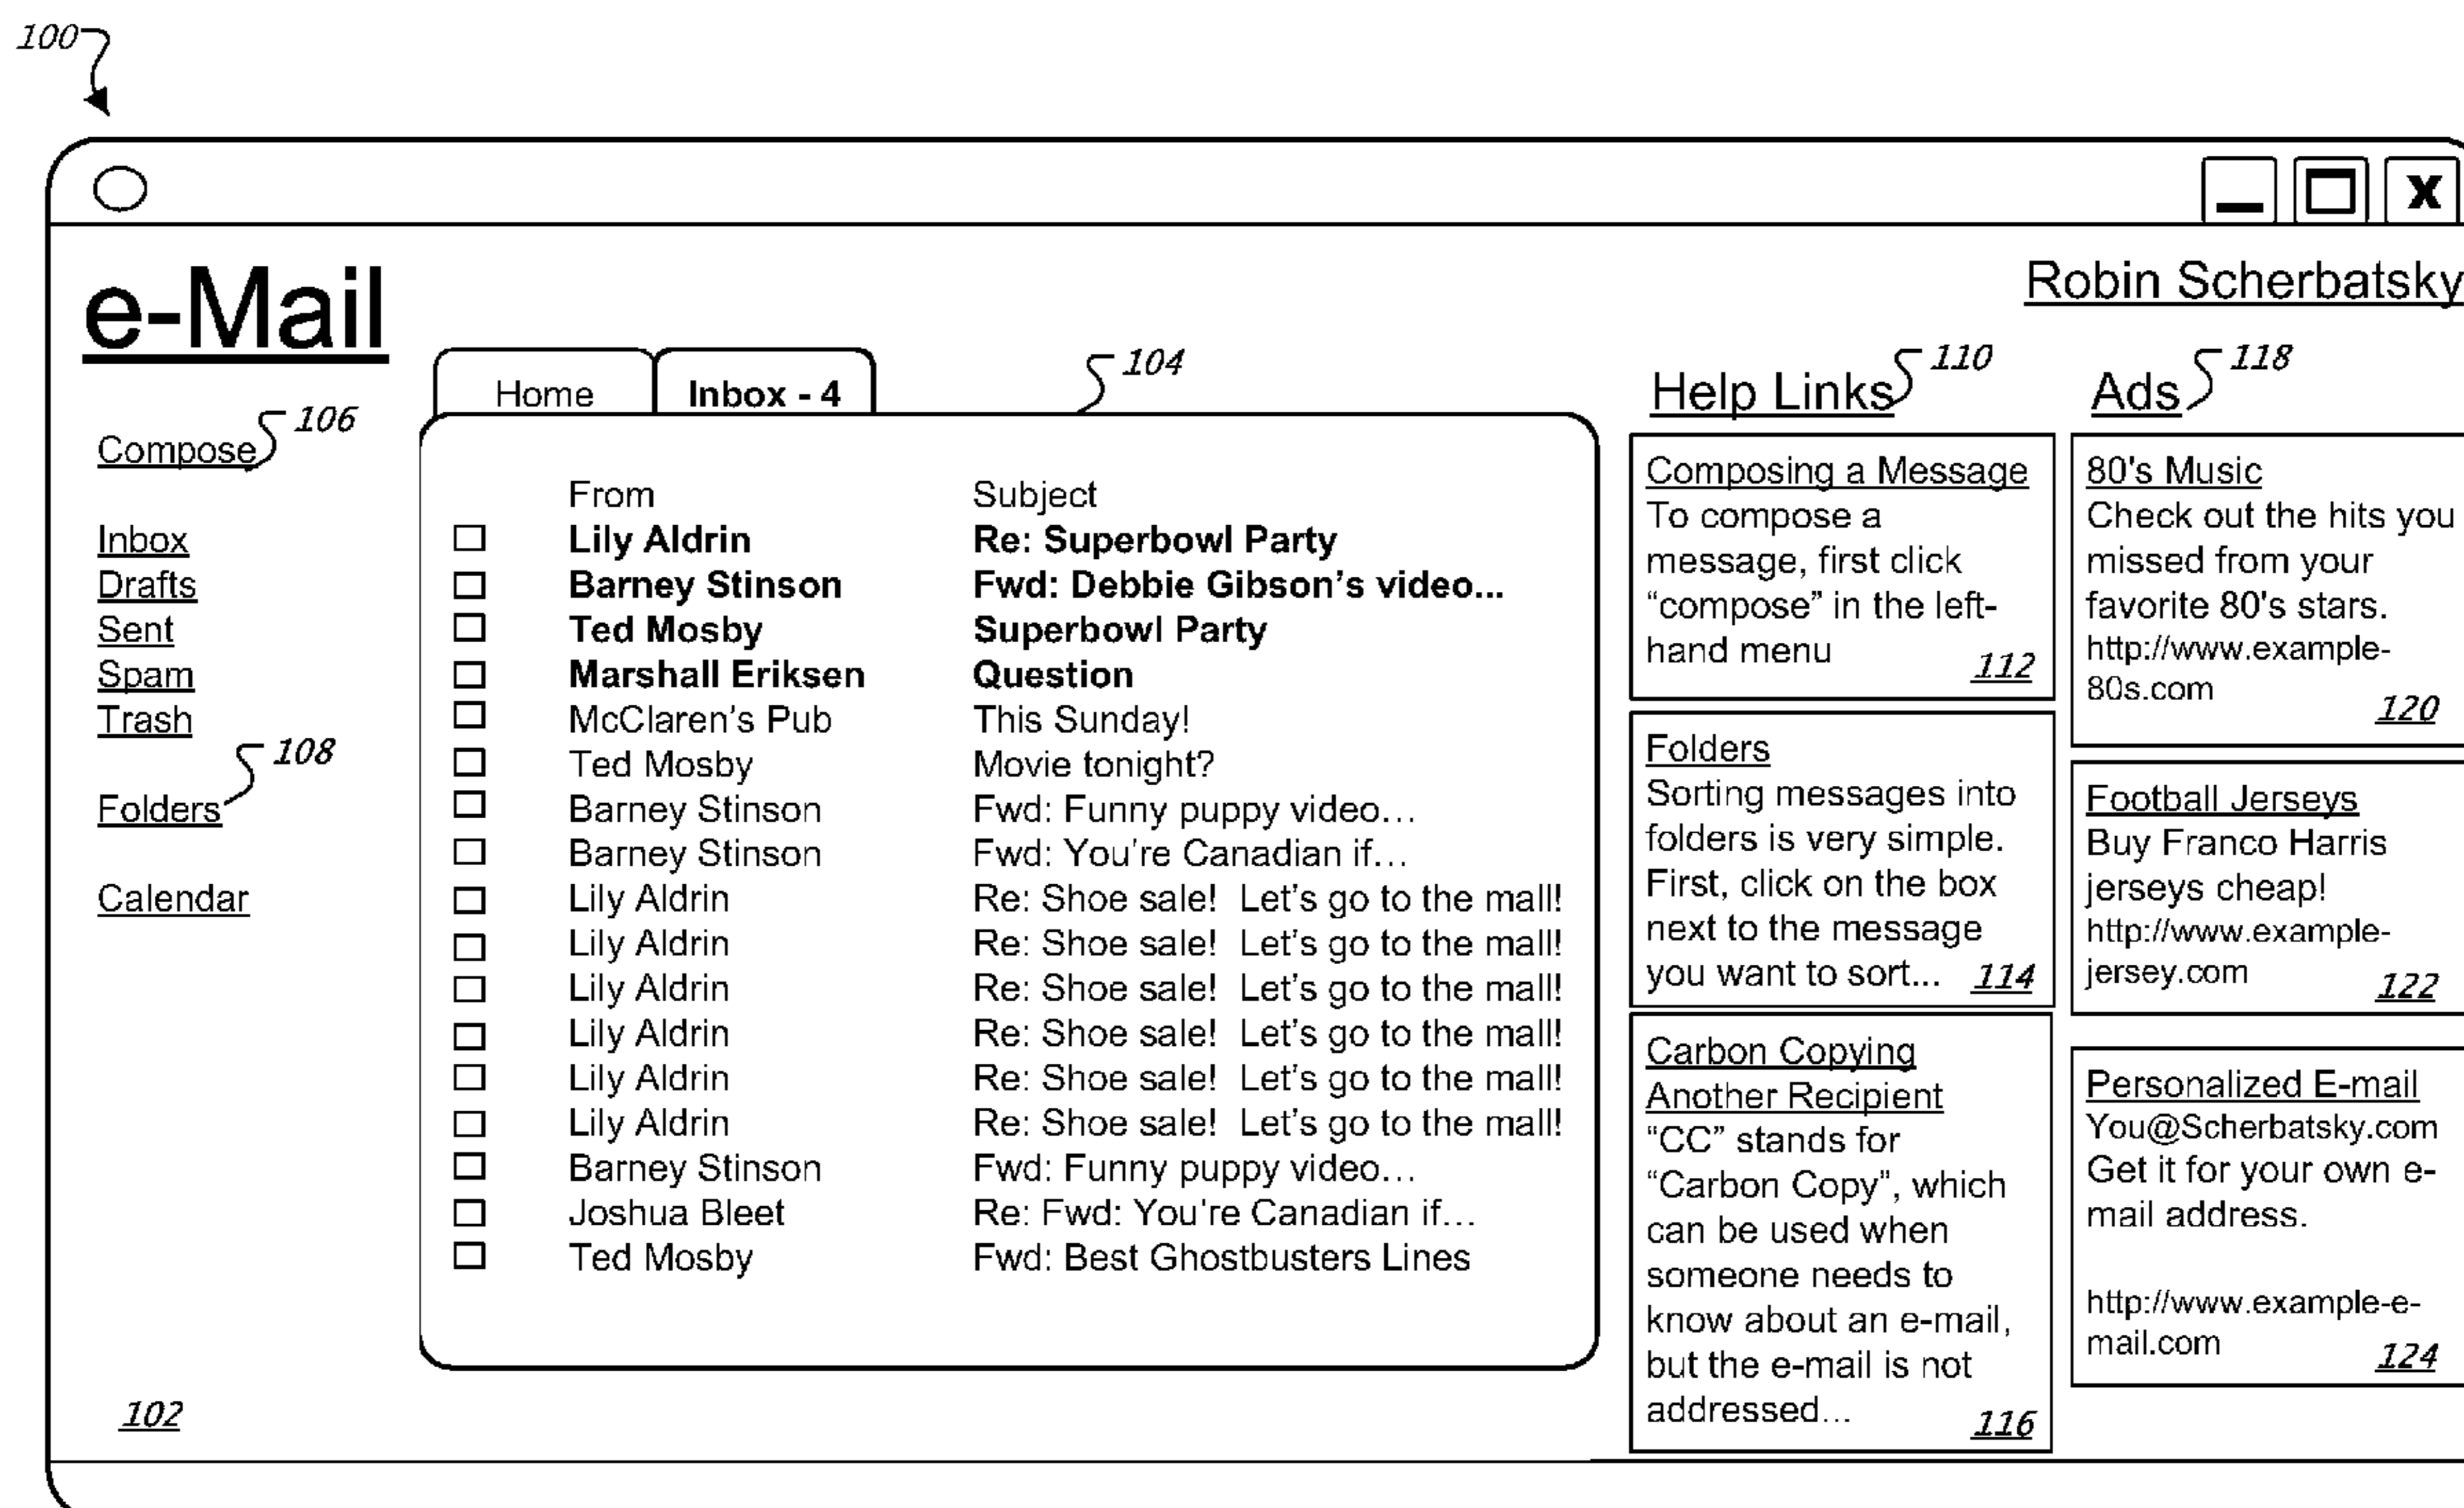 100
X
e-Mail
Robin Scherbatsky
Home
Inbox - 4
104
Compose
106
Inbox
Drafts
Sent
Spam
Trash
108
Folders
Calendar
102
From Subject
Lily Aldrin Re: Superbowl Party
Barney Stinson Fwd: Debbie Gibson's video...
Ted Mosby Superbowl Party
Marshall Eriksen Question
McClaren's Pub This Sunday!
Ted Mosby Movie tonight?
Barney Stinson Fwd: Funny puppy video...
Barney Stinson Fwd: You're Canadian if...
Lily Aldrin Re: Shoe sale!  Let's go to the mall!
Lily Aldrin Re: Shoe sale!  Let's go to the mall!
Lily Aldrin Re: Shoe sale!  Let's go to the mall!
Lily Aldrin Re: Shoe sale!  Let's go to the mall!
Lily Aldrin Re: Shoe sale!  Let's go to the mall!
Lily Aldrin Re: Shoe sale!  Let's go to the mall!
Barney Stinson Fwd: Funny puppy video...
Joshua Bleet Re: Fwd: You're Canadian if...
Ted Mosby Fwd: Best Ghostbusters Lines
Help Links
110
Composing a Message
To compose a
message, first click
“compose” in the left-
hand menu
112
Folders
Sorting messages into
folders is very simple.
First, click on the box
next to the message
you want to sort... 114
Carbon Copying
Another Recipient
“CC” stands for
“Carbon Copy”, which
can be used when
someone needs to
know about an e-mail,
but the e-mail is not
addressed...
116
Ads
118
80's Music
Check out the hits you
missed from your
favorite 80's stars.
http://www.example-
80s.com
120
Football Jerseys
Buy Franco Harris
jerseys cheap!
http://www.example-
jersey.com
122
Personalized E-mail
You@Scherbatsky.com
Get it for your own e-
mail address.
http://www.example-e-
mail.com
124